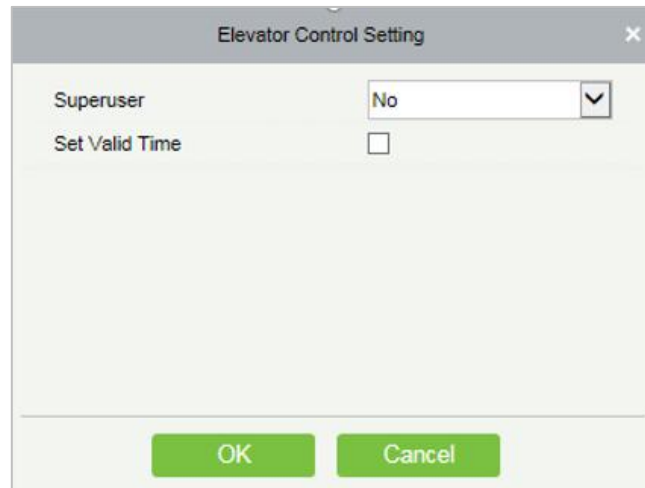 Elevator Control Setting
Superuser No
Set Valid Time
OK Cancel